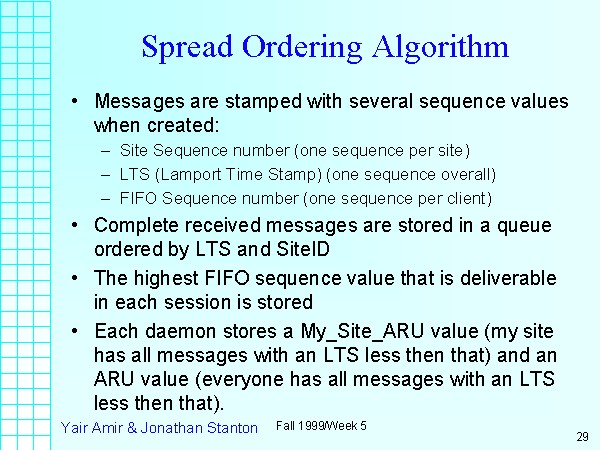 Spread Ordering Algorithm
• Messages are stamped with several sequence values
when created:
– Site Sequence number (one sequence per site)
– LTS (Lamport Time Stamp) (one sequence overall)
– FIFO Sequence number (one sequence per client)
• Complete received messages are stored in a queue
ordered by LTS and SiteID
• The highest FIFO sequence value that is deliverable
in each session is stored
• Each daemon stores a My_Site_ARU value (my site
has all messages with an LTS less then that) and an
ARU value (everyone has all messages with an LTS
less then that).
Yair Amir & Jonathan Stanton Fall 1999/Week 5
29